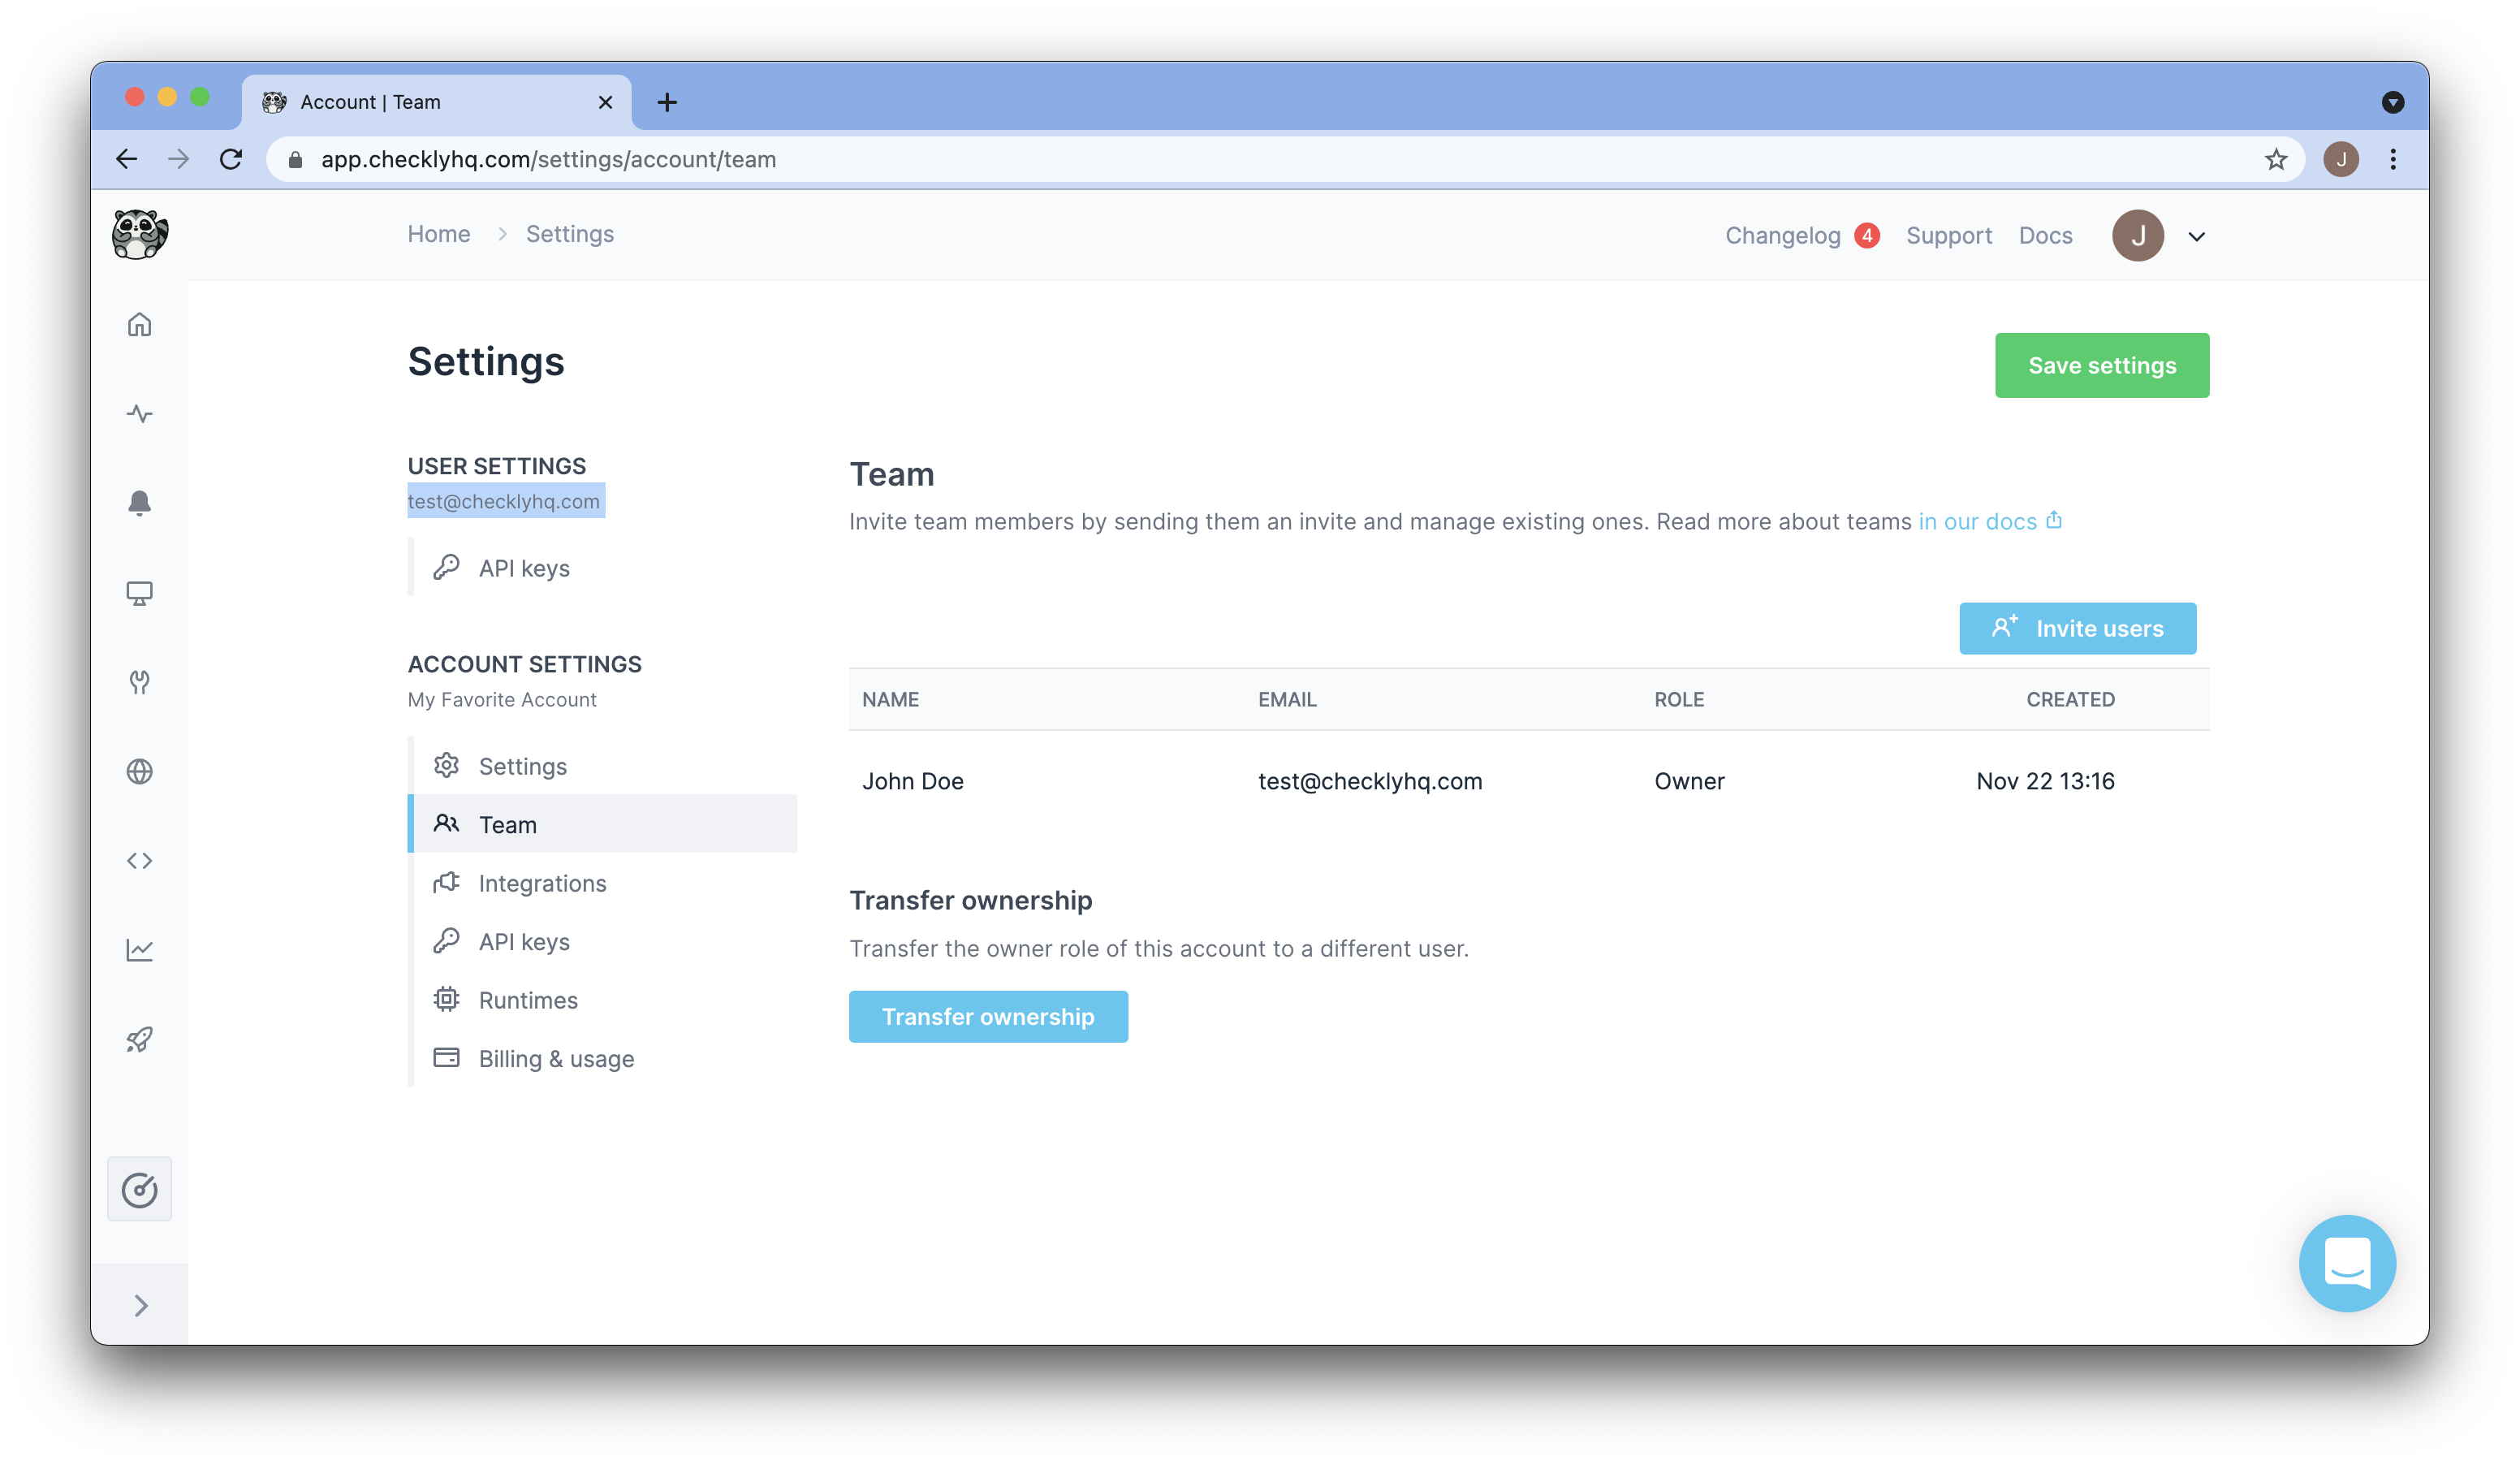 Account | Team
app.checklyhq.com/settings/account/team
J
Home
Settings
Changelog 4 Support Docs J
Settings
Save settings
USER SETTINGS
test@checklyhq.com
API keys
ACCOUNT SETTINGS
My Favorite Account
Settings
Team
Integrations
API keys
Runtimes
Billing & usage
Team
Invite team members by sending them an invite and manage existing ones. Read more about teams in our docs
Invite users
NAME EMAIL ROLE CREATED
John Doe test@checklyhq.com Owner Nov 22 13:16
Transfer ownership
Transfer the owner role of this account to a different user.
Transfer ownership